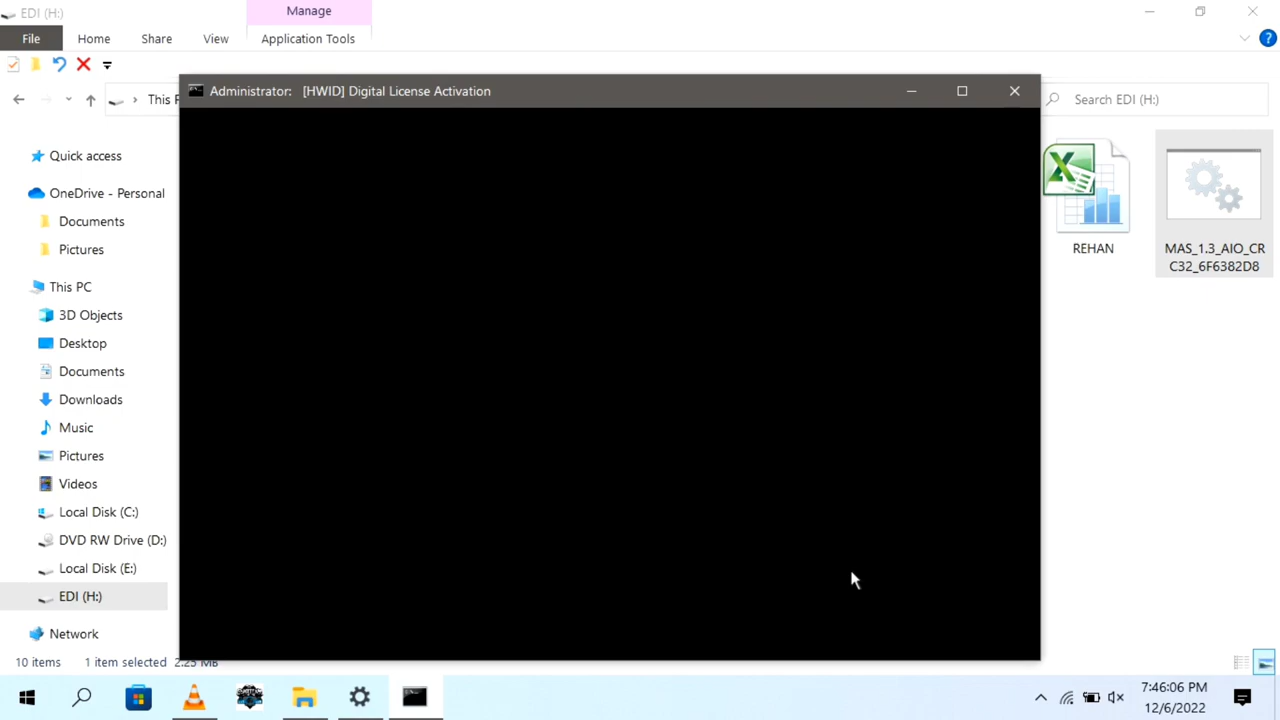 EDI (H:)
Manage
File
Home
Share
View
Application Tools
Administrator: [HWID] Digital License Activation
This P
Search EDI (H:)
Quick access
OneDrive - Personal
Documents
Pictures
This PC
3D Objects
Desktop
Documents
Downloads
Music
Pictures
Videos
Local Disk (C:)
DVD RW Drive (D:)
Local Disk (E:)
EDI (H:)
Network
REHAN
MAS_1.3_AIO_CR
C32_6F6382D8
10 items 1 item selected 2.25 MB
7:46:06 PM
12/6/2022